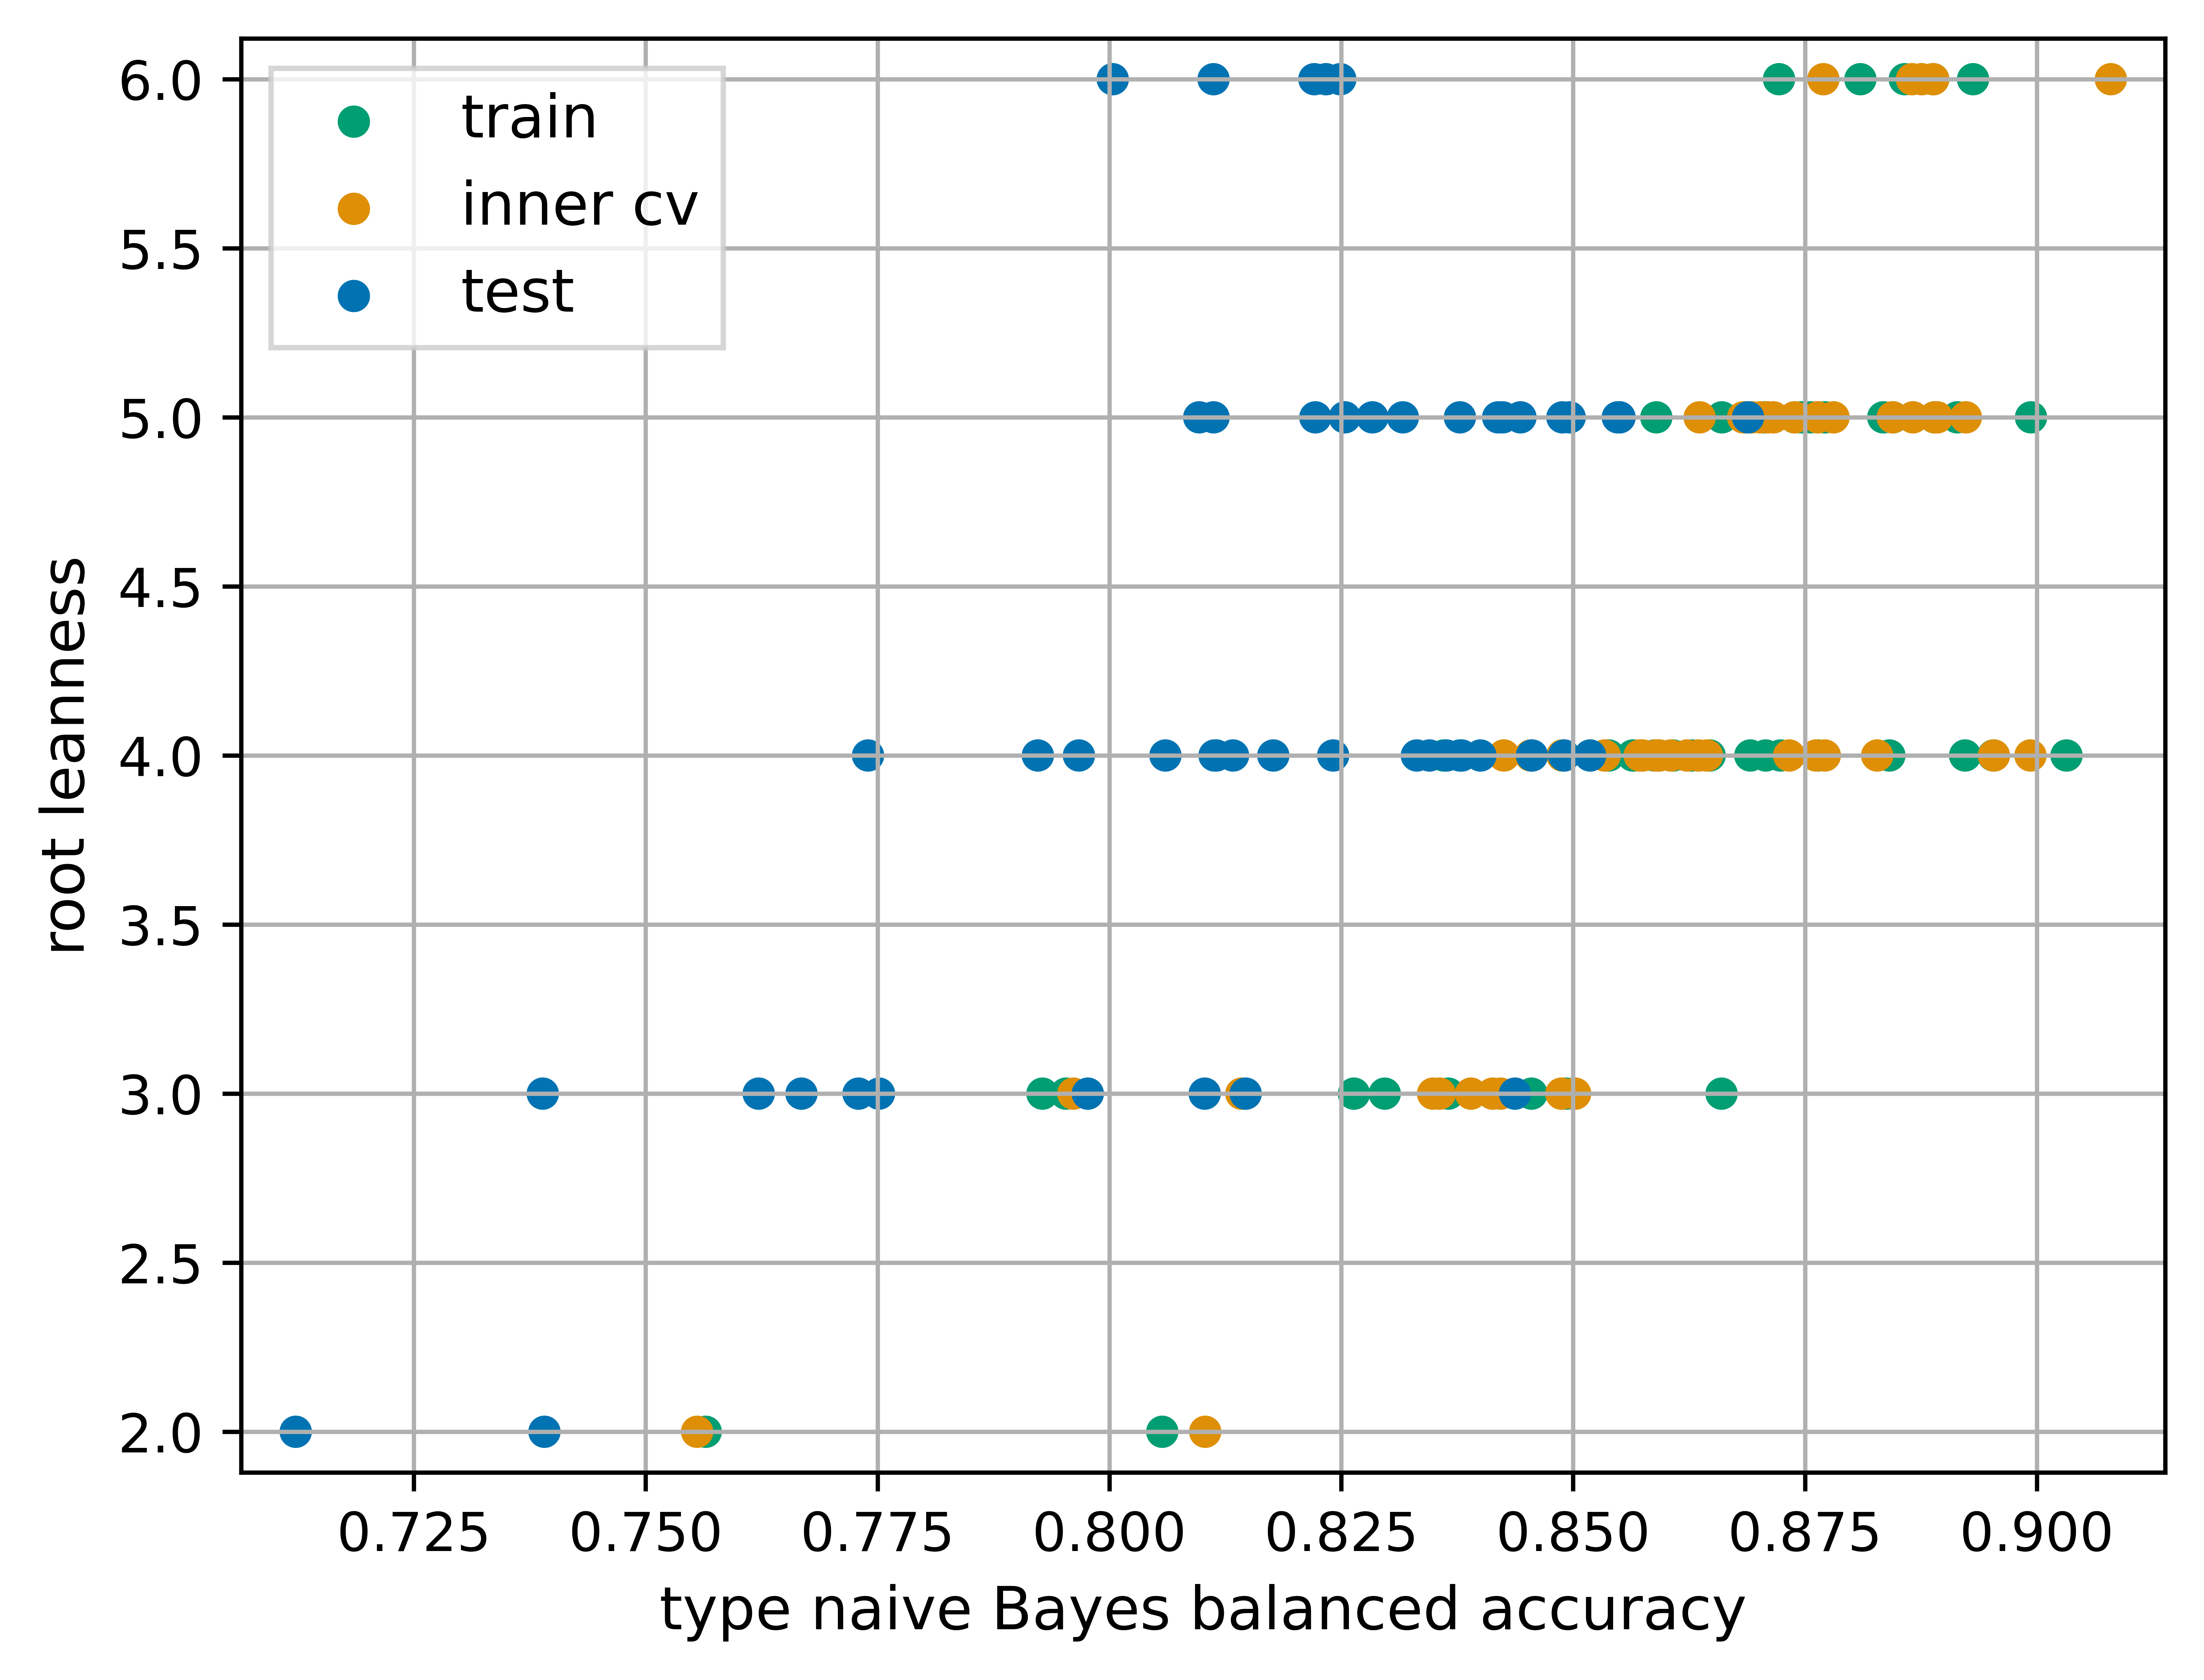 train
inner cv
test
6.0
5.5
5.0
4.5
4.0
3.5
3.0
2.5
2.0
root leanness
0.725 0.750 0.775 0.800 0.825 0.850 0.875 0.900
type naive Bayes balanced accuracy